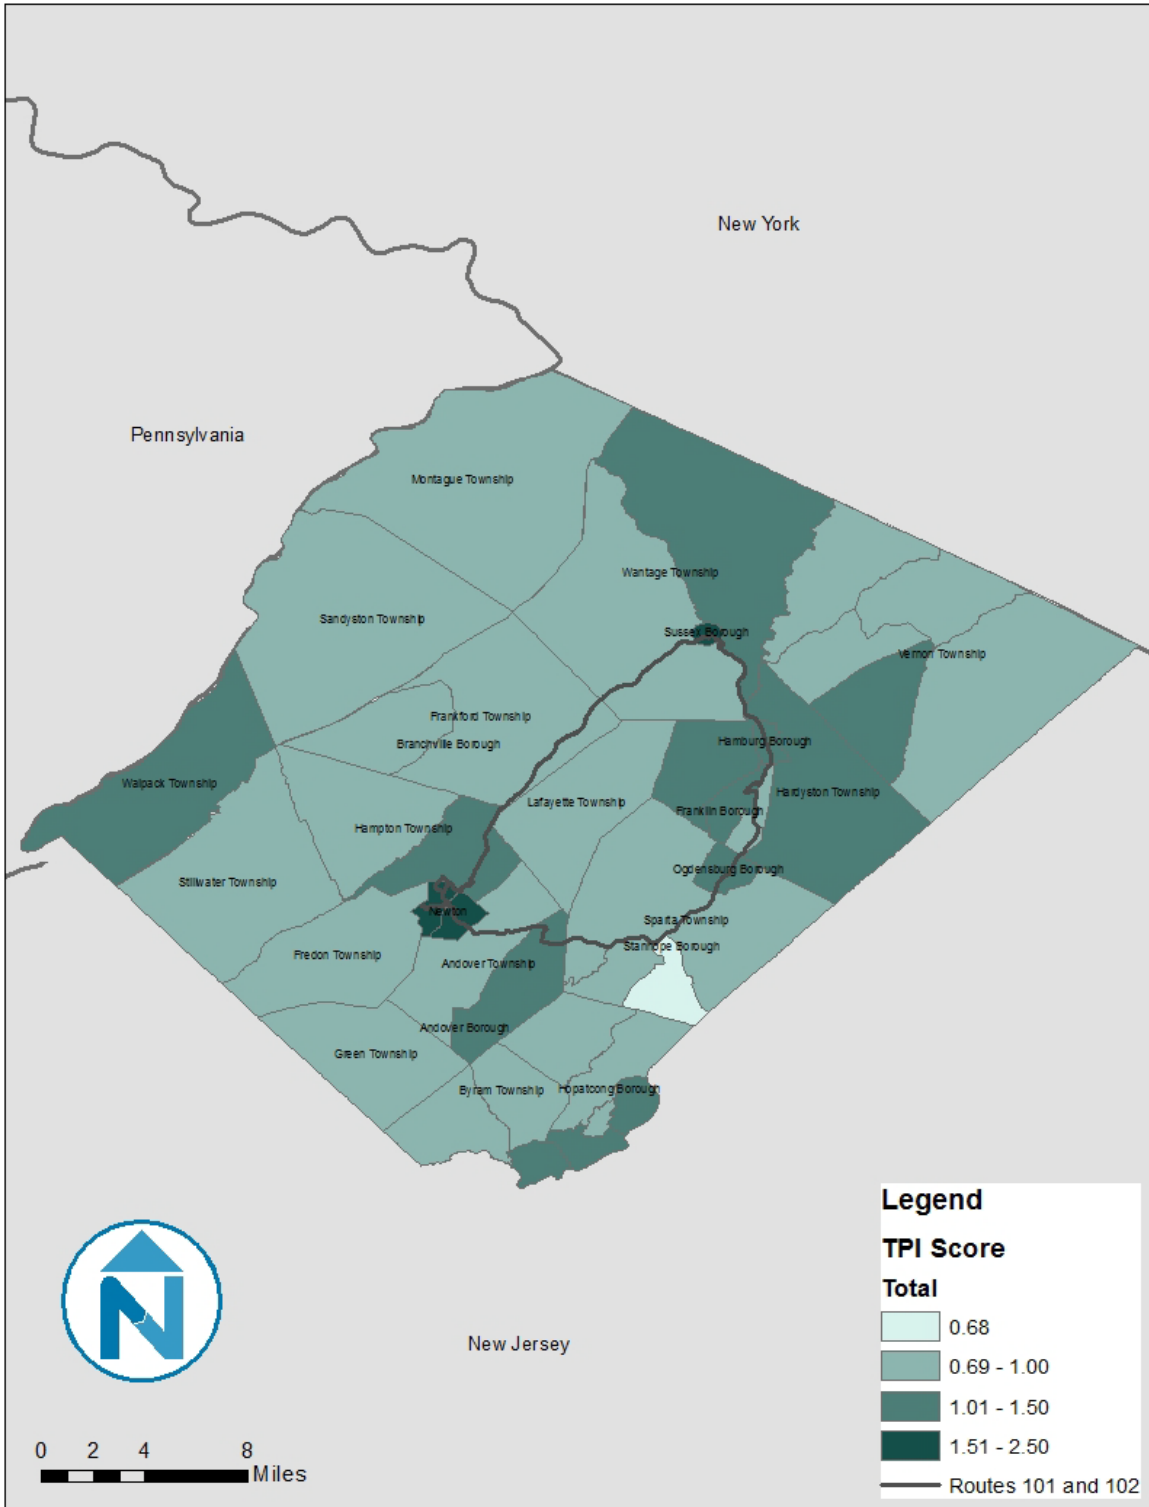 New York
Pennsylvania
Montague Township
Wantage Township
Sandyston Township
Sussex Borough
Vernon Township
Frankford Township
Branchville Borough
Hamburg Borough
Walpack Township
Hardyston Township
Lafayette Township
Franklin Borough
Hampton Township
Ogdensburg Borough
Stillwater Township
Newton
Sparta Township
Stanhope Borough
Fredon Township
Andover Township
Andover Borough
Green Township
Byram Township
Hopatcong Borough
New Jersey
N
0 2 4 8
Miles
Legend
TPI Score
Total
0.68
0.69 - 1.00
1.01 - 1.50
1.51 - 2.50
Routes 101 and 102